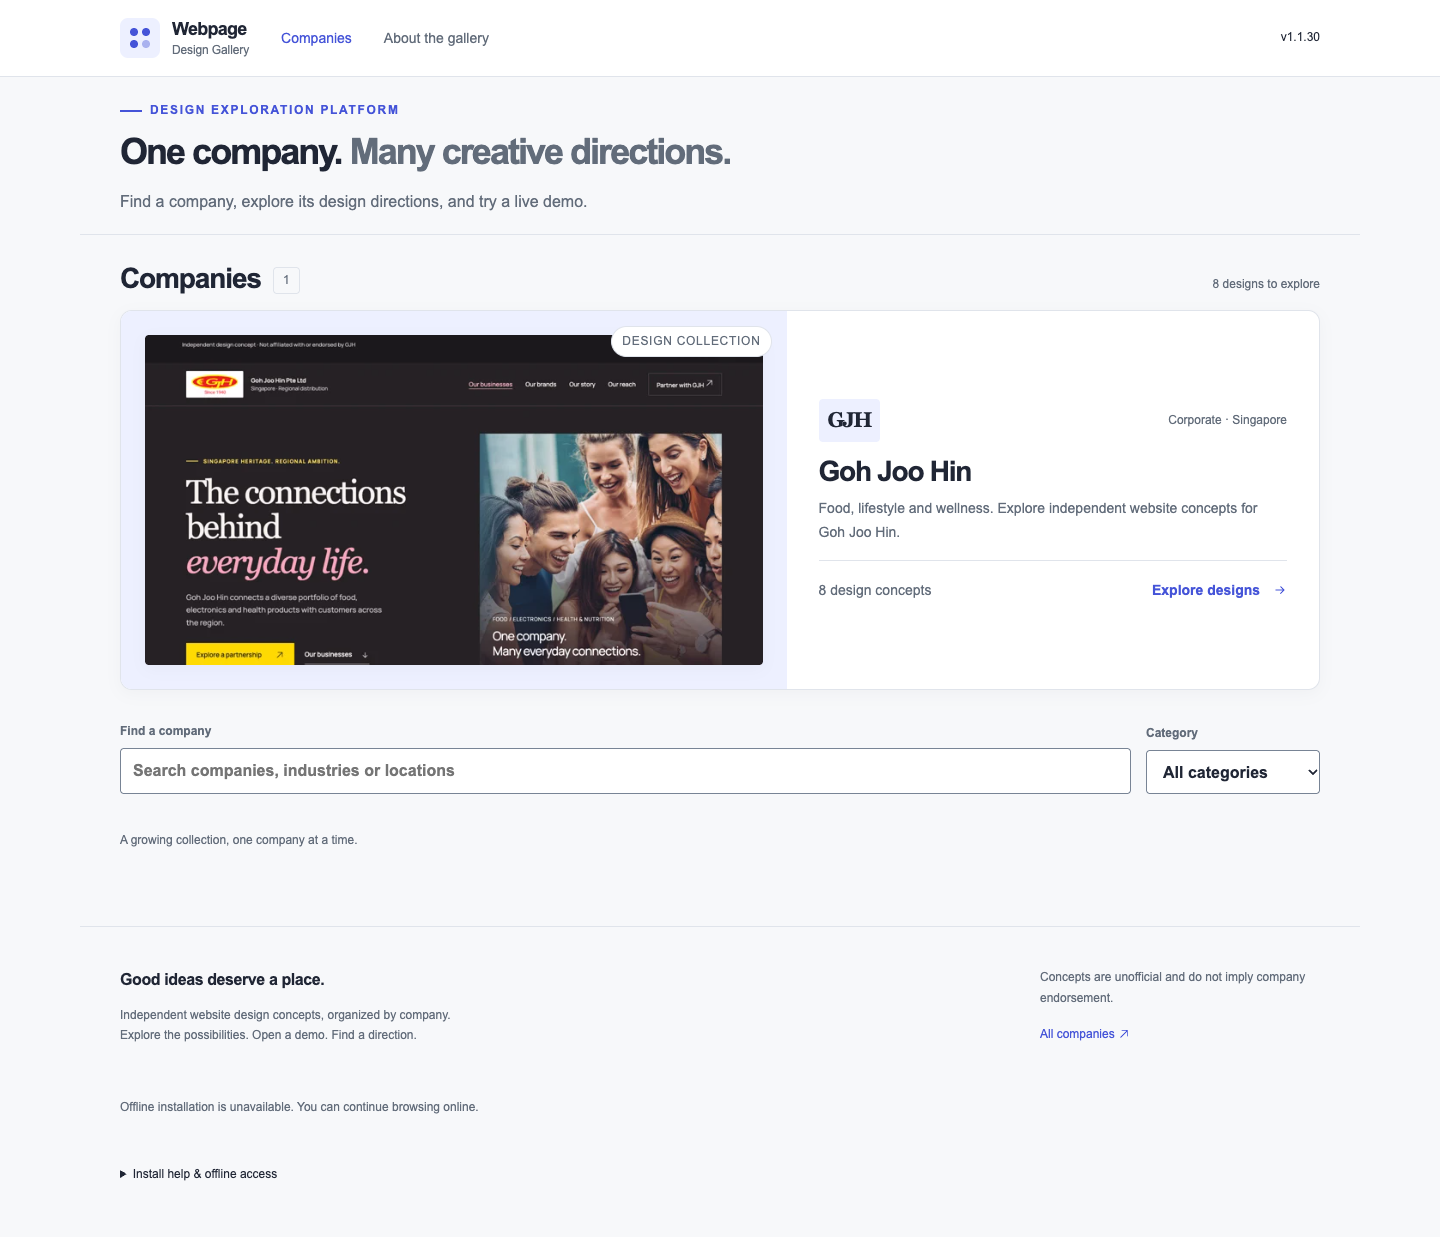 Webpage
Design Gallery
Companies
About the gallery
v1.1.30
DESIGN EXPLORATION PLATFORM
One company. Many creative directions.
Find a company, explore its design directions, and try a live demo.
Companies 1
8 designs to explore
DESIGN COLLECTION
Independent design concept · Not affiliated with or endorsed by GJH
GJH
Since 1940
Goh Joo Hin Pte Ltd
Singapore · Regional distribution
Our businesses
Our brands
Our story
Our reach
Partner with GJH
SINGAPORE HERITAGE. REGIONAL AMBITION.
The connections
behind
everyday life.
Goh Joo Hin connects a diverse portfolio of food,
electronics and health products with customers across
the region.
Explore a partnership
Our businesses ↓
FOOD / ELECTRONICS / HEALTH & NUTRITION
One company.
Many everyday connections.
GJH
Corporate · Singapore
Goh Joo Hin
Food, lifestyle and wellness. Explore independent website concepts for
Goh Joo Hin.
8 design concepts
Explore designs →
Find a company
Search companies, industries or locations
Category
All categories
A growing collection, one company at a time.
Good ideas deserve a place.
Independent website design concepts, organized by company.
Explore the possibilities. Open a demo. Find a direction.
Concepts are unofficial and do not imply company
endorsement.
All companies ↗
Offline installation is unavailable. You can continue browsing online.
Install help & offline access